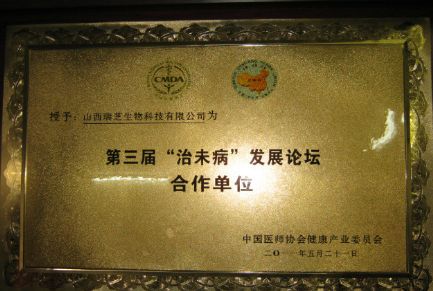 CMDA
授予：山西瑞芝生物科技有限公司为
第三届“治未病”发展论坛
合作单位
中国医师协会健康产业委员会
二〇一一年五月二十一日